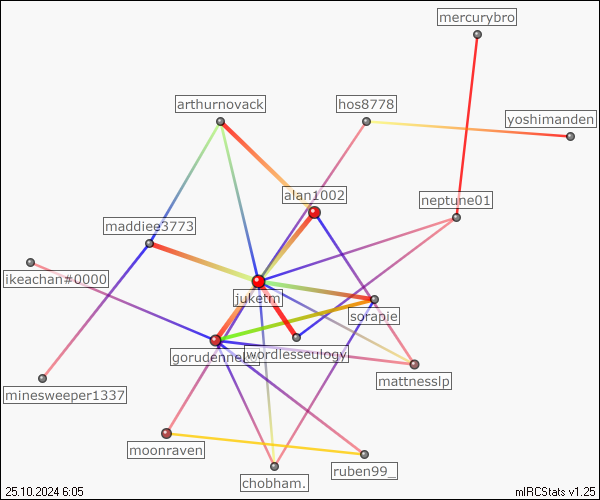 mercurybro
arthurnovack
hos8778
yoshimanden
alan1002
neptune01
maddiee3773
ikeachan#0000
juketm
sorapie
wordlesseulogy
mattnesslp
minesweeper1337
moonraven
ruben99_
chobham.
25.10.2024 6:05
mIRCStats v1.25